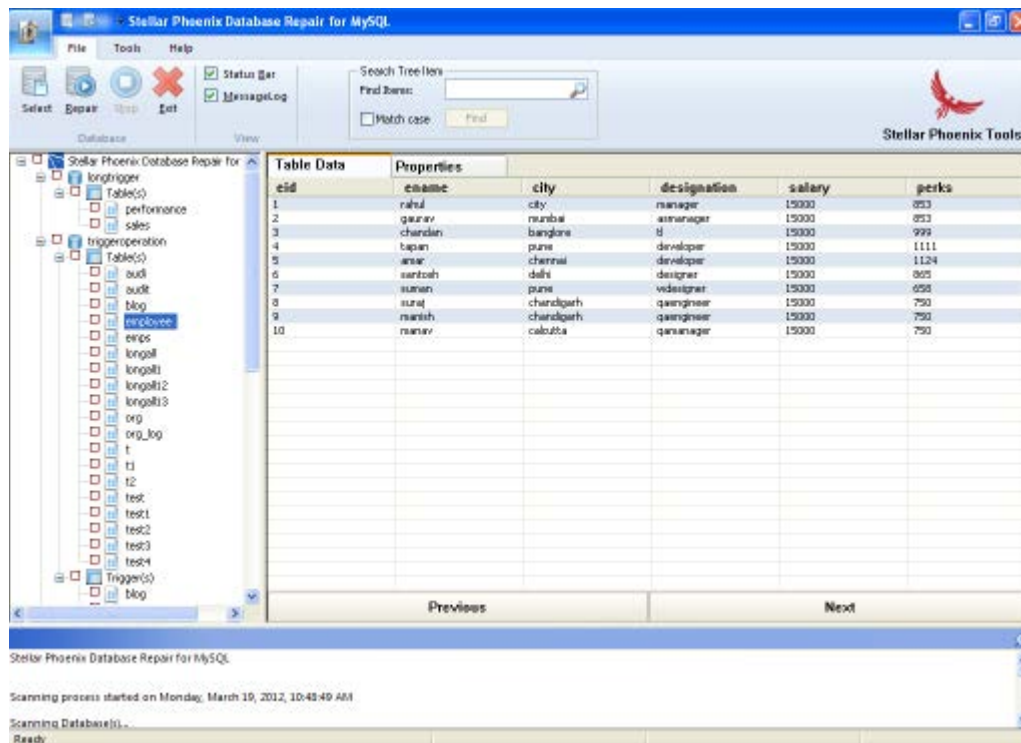 Stellar Phoenix Database Repair for MySQL
File Tools Help
Select Repair Stop Exit
Database
Status Bar
MessageLog
View
Search Tree Item
Find Items:
Match case Find
Stellar Phoenix Tools
Stellar Phoenix Database Repair for
longtrigger
Table(s)
performance
sales
triggeroperation
Table(s)
audi
audit
blog
employee
emps
longall
longall1
longall12
longall13
org
org_log
t
t1
t2
test
test1
test2
test3
test4
Trigger(s)
blog
Table Data Properties
eid ename city designation salary perks
1 rahul city manager 15000 853
2 gaurav mumbai asmanager 15000 853
3 chandan banglore tl 15000 999
4 tapan pune developer 15000 1111
5 amar chennai developer 15000 1124
6 santosh delhi designer 15000 865
7 suman pune videsigner 15000 658
8 suraj chandigarh qaengineer 15000 750
9 manish chandigarh qaengineer 15000 750
10 manav calcutta qamanager 15000 750
Previous Next
Stellar Phoenix Database Repair for MySQL
Scanning process started on Monday, March 19, 2012, 10:48:49 AM
Scanning Database(s)...
Ready